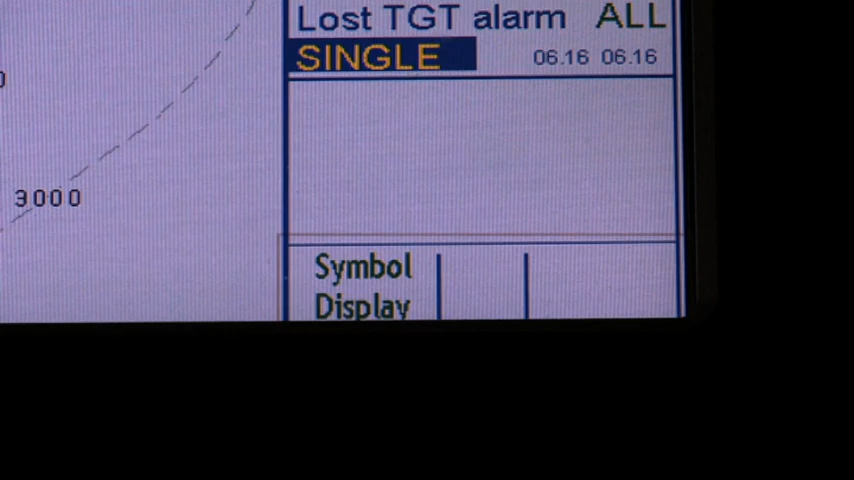 Lost TGT alarm ALL
SINGLE 06.16 06.16
3000
Symbol
Display